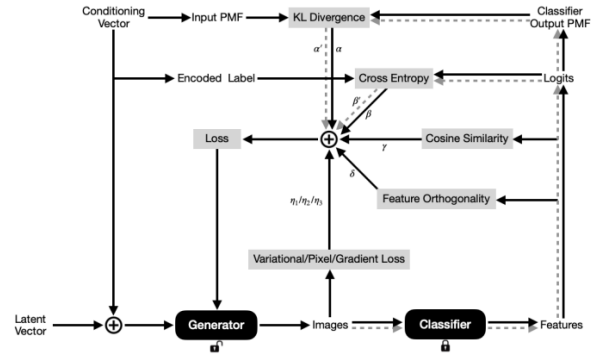 Conditioning
Vector
Input PMF
KL Divergence
Classifier
Output PMF
α′
α
Encoded Label
Cross Entropy
Logits
β′
β
Loss
γ
Cosine Similarity
δ
η1/η2/η3
Feature Orthogonality
Variational/Pixel/Gradient Loss
Latent
Vector
Generator
Images
Classifier
Features